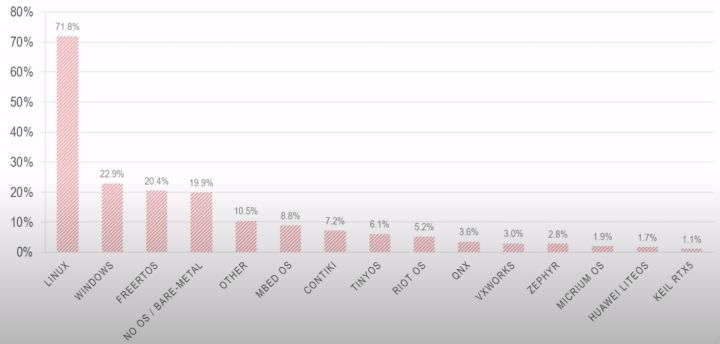 80%
70%
60%
50%
40%
30%
20%
10%
0%
71.8%
22.9%
20.4%
19.9%
10.5%
8.8%
7.2%
6.1%
5.2%
3.6%
3.0%
2.8%
1.9%
1.7%
1.1%
LINUX
WINDOWS
FREERTOS
NO OS / BARE-METAL
OTHER
MBED OS
CONTIKI
TINYOS
RIOT OS
QNX
VXWORKS
ZEPHYR
MICRIUM OS
HUAWEI LITEOS
KEIL RTX5